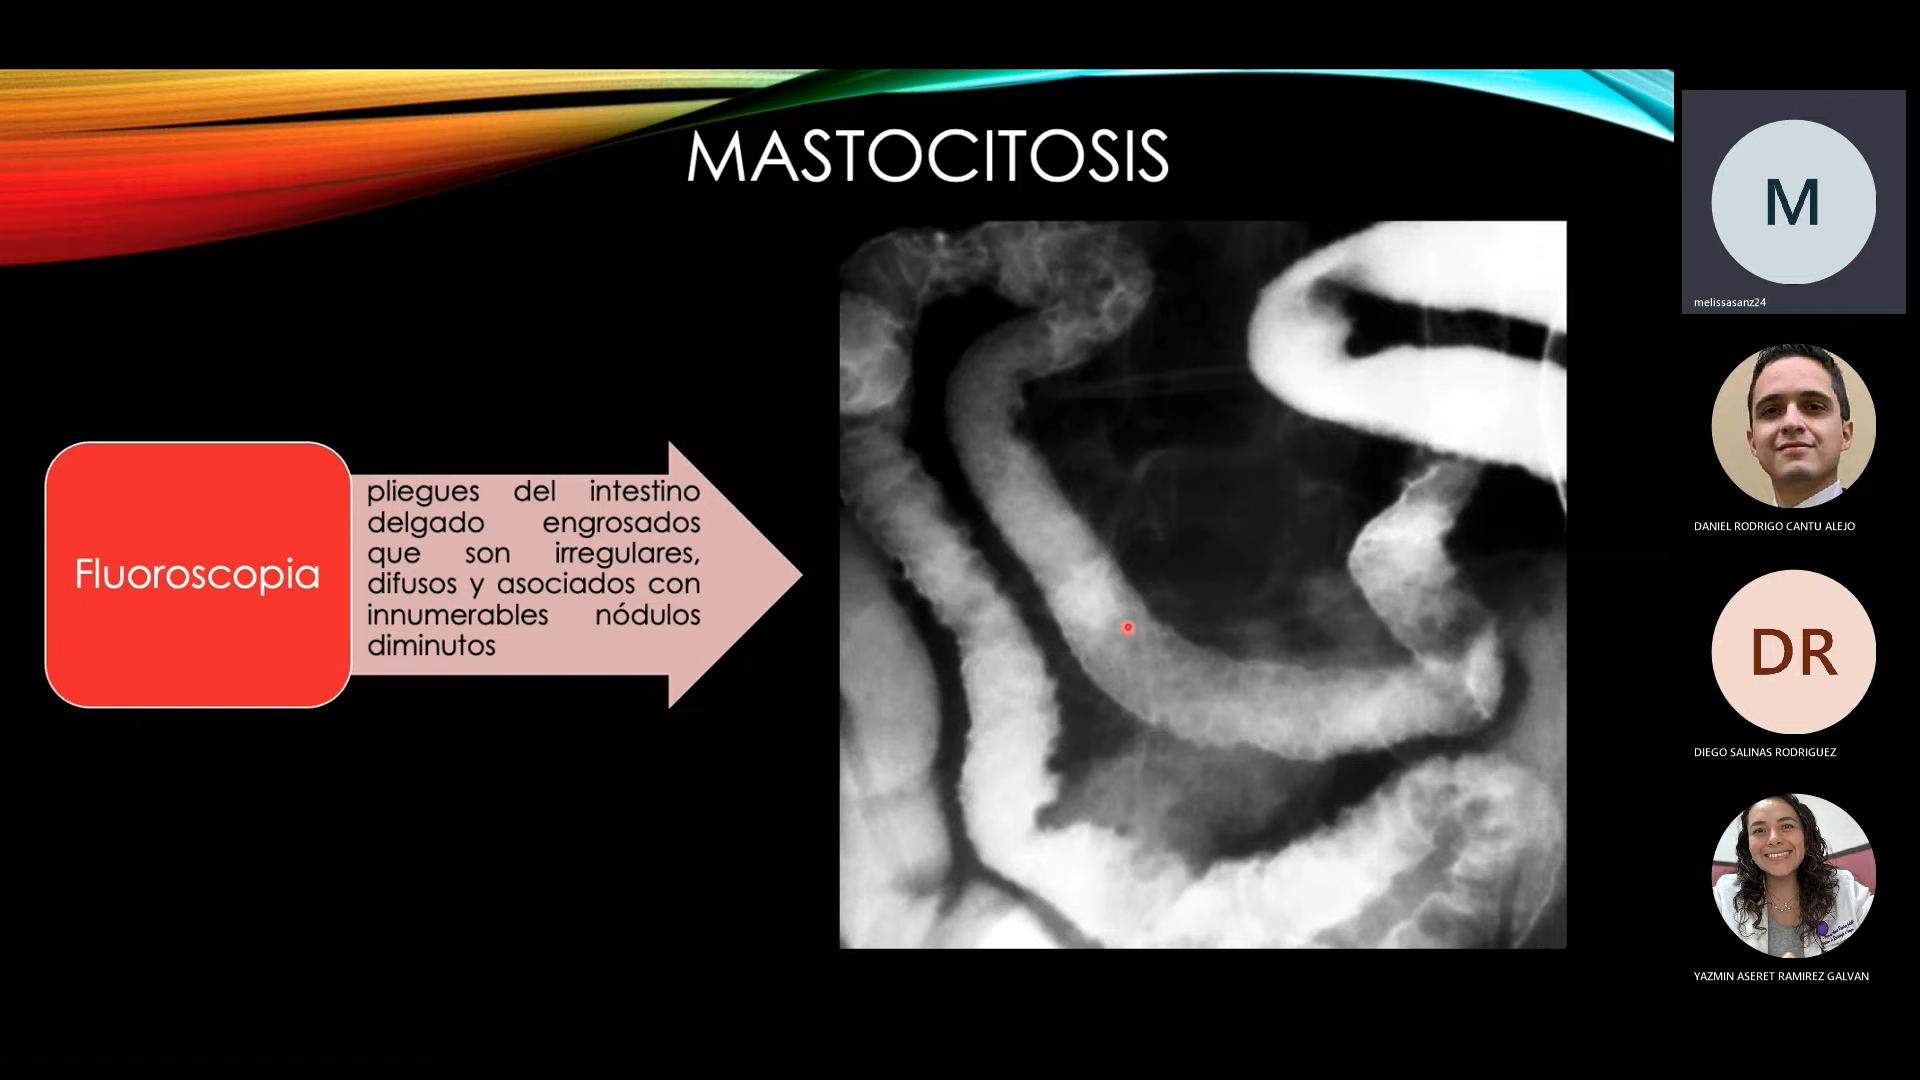 MASTOCITOSIS
Fluoroscopia
pliegues del intestino
delgado engrosados
que son irregulares,
difusos y asociados con
innumerables nódulos
diminutos
M
melissasanz24
DANIEL RODRIGO CANTU ALEJO
DR
DIEGO SALINAS RODRIGUEZ
YAZMIN ASERET RAMIREZ GALVAN